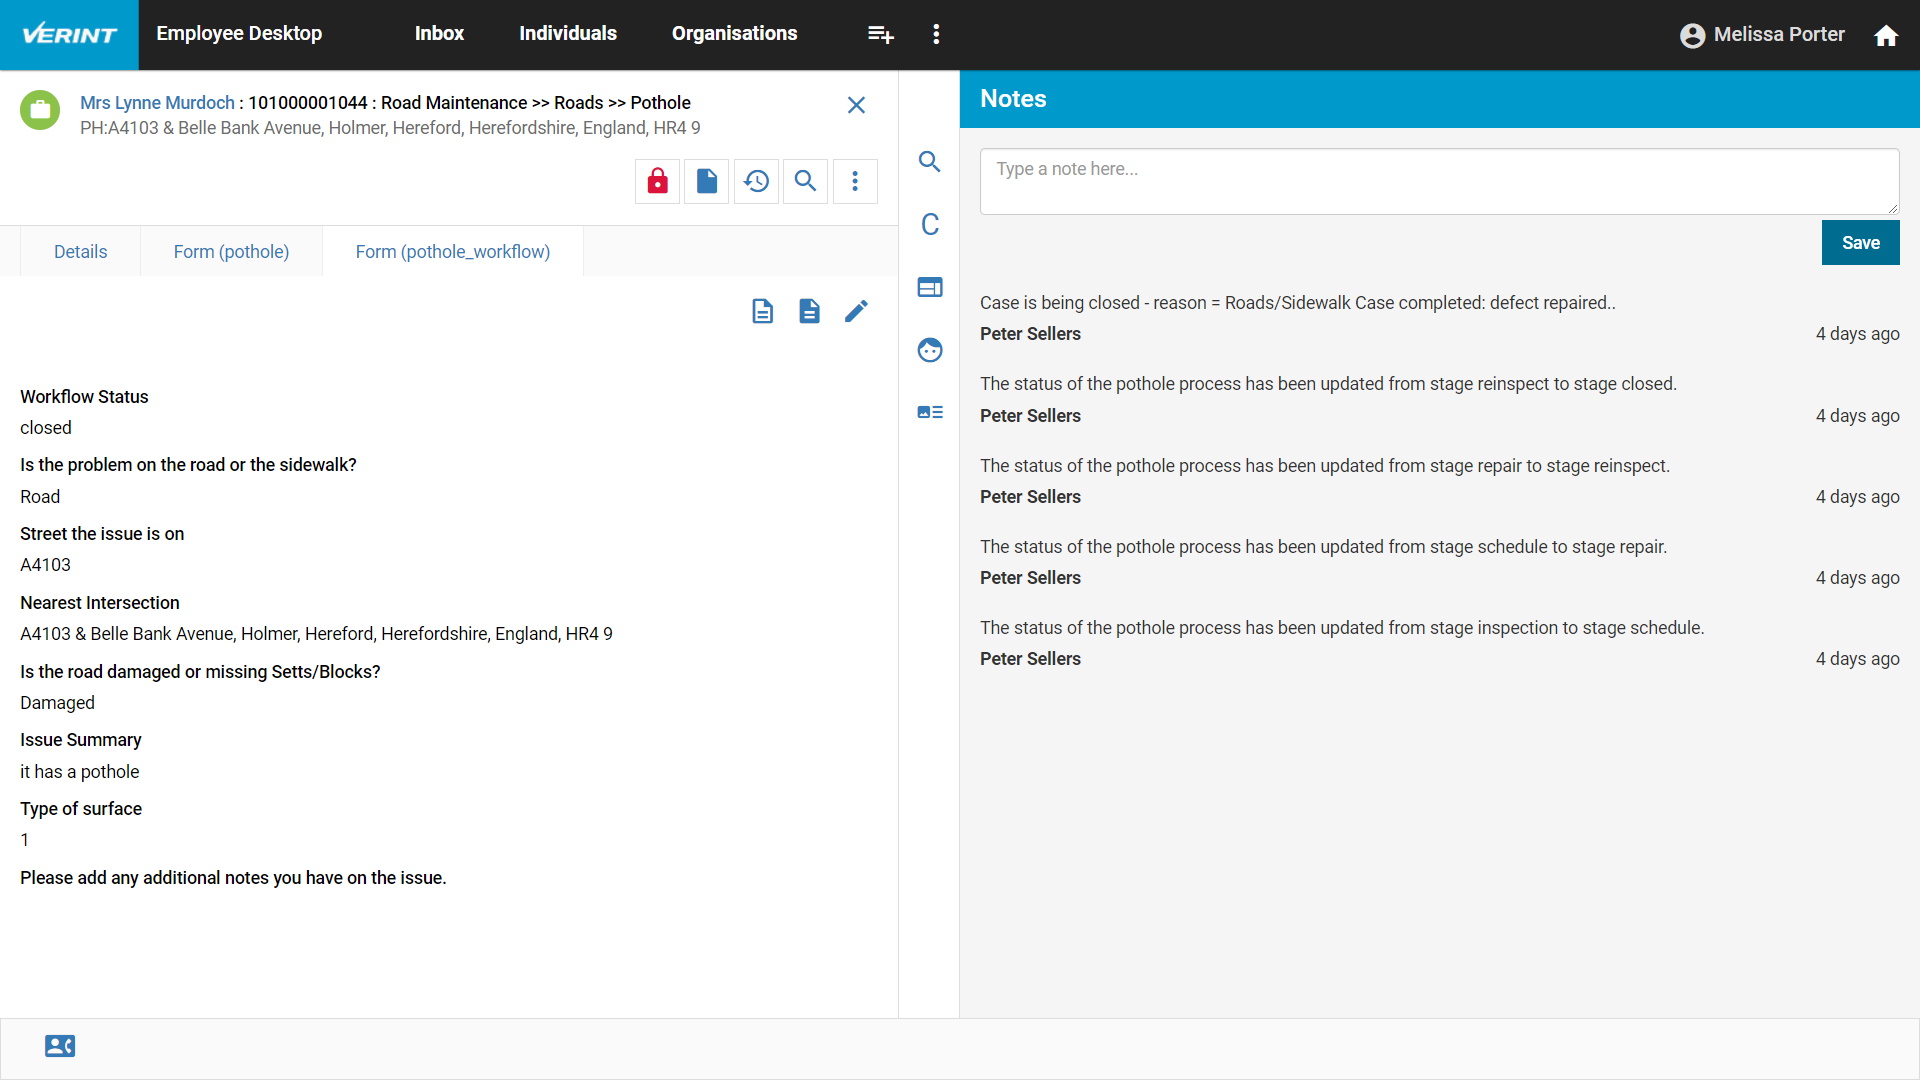 VERINT
Employee Desktop
Inbox
Individuals
Organisations
Melissa Porter
Mrs Lynne Murdoch : 101000001044 : Road Maintenance >> Roads >> Pothole
PH:A4103 & Belle Bank Avenue, Holmer, Hereford, Herefordshire, England, HR4 9
Details
Form (pothole)
Form (pothole_workflow)
Workflow Status
closed
Is the problem on the road or the sidewalk?
Road
Street the issue is on
A4103
Nearest Intersection
A4103 & Belle Bank Avenue, Holmer, Hereford, Herefordshire, England, HR4 9
Is the road damaged or missing Setts/Blocks?
Damaged
Issue Summary
it has a pothole
Type of surface
1
Please add any additional notes you have on the issue.
C
Notes
Type a note here...
Save
Case is being closed - reason = Roads/Sidewalk Case completed: defect repaired..
Peter Sellers
4 days ago
The status of the pothole process has been updated from stage reinspect to stage closed.
Peter Sellers
4 days ago
The status of the pothole process has been updated from stage repair to stage reinspect.
Peter Sellers
4 days ago
The status of the pothole process has been updated from stage schedule to stage repair.
Peter Sellers
4 days ago
The status of the pothole process has been updated from stage inspection to stage schedule.
Peter Sellers
4 days ago